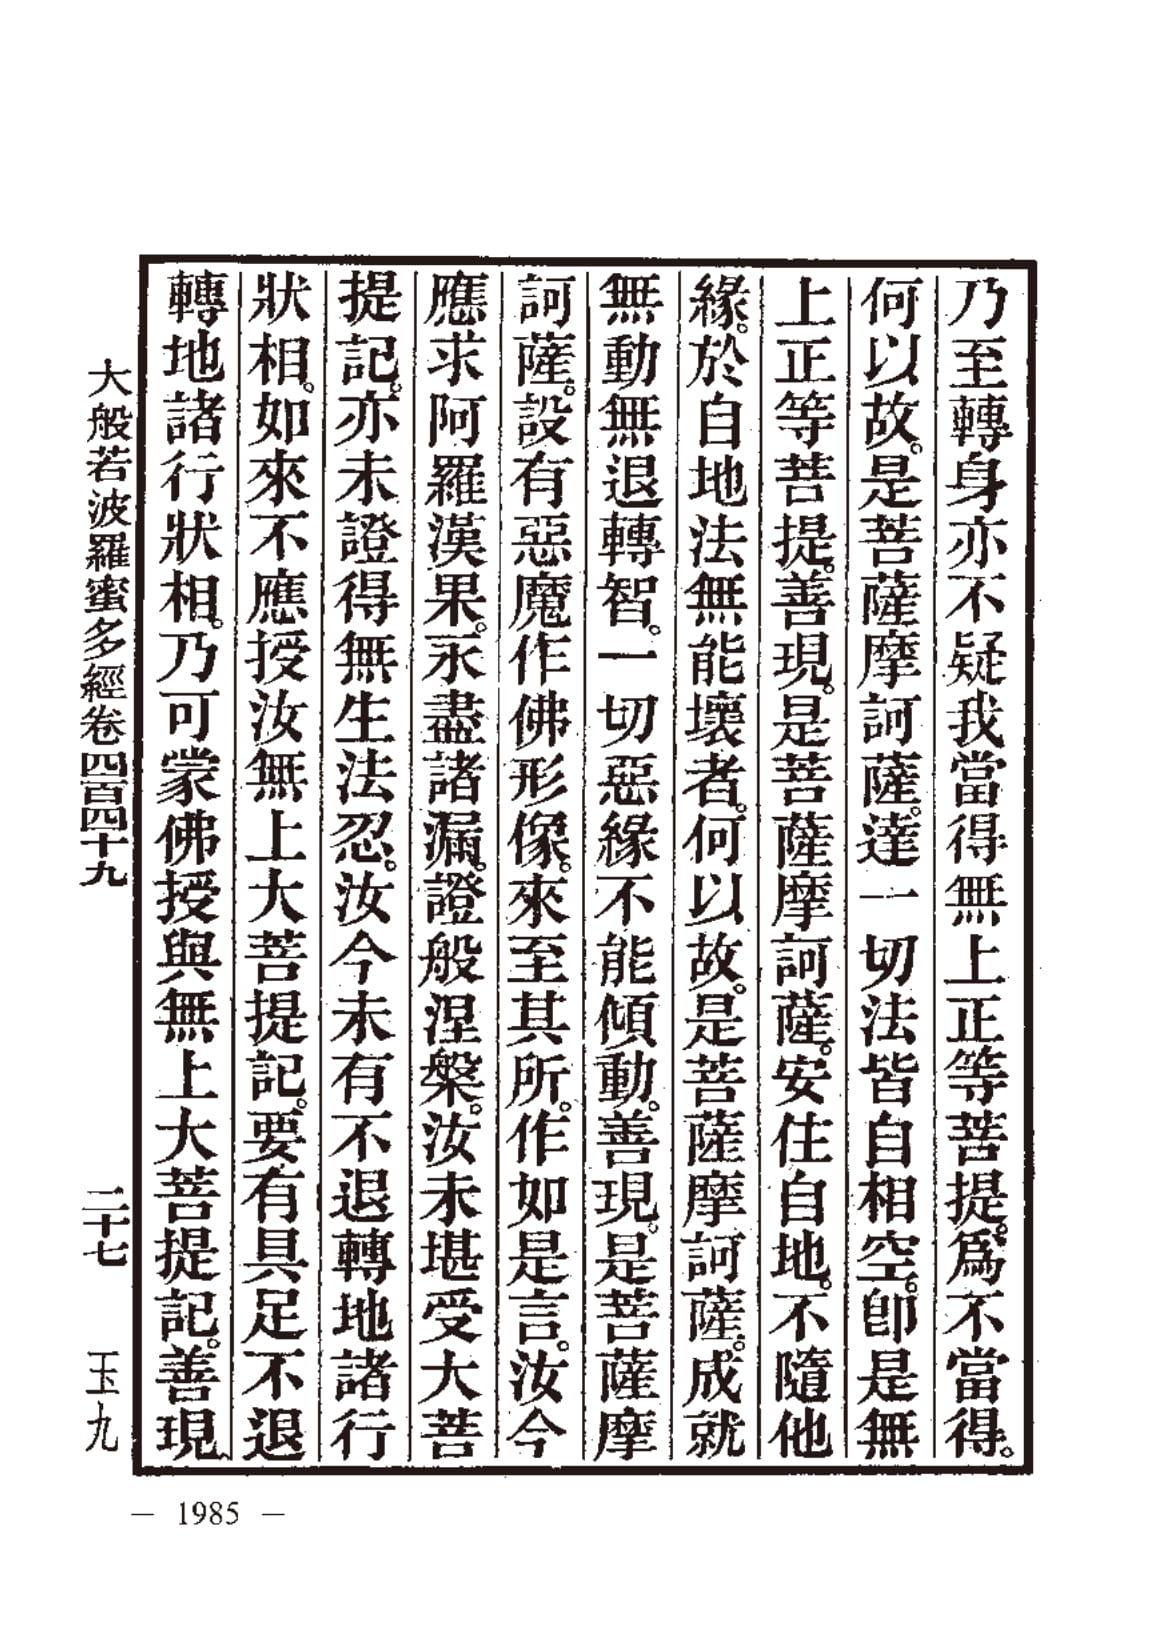 乃至轉身亦不疑我當得無上正等菩提。爲不當得。
何以故。是菩薩摩訶薩。達一切法皆自相空。卽是無
上正等菩提。善現。是菩薩摩訶薩。安住自地。不隨他
緣。於自地法無能壞者。何以故。是菩薩摩訶薩。成就
無動無退轉智。一切惡緣不能傾動。善現。是菩薩摩
訶薩。設有惡魔作佛形像。來至其所。作如是言。汝今
應求阿羅漢果。永盡諸漏。證般涅槃。汝未堪受大菩
提記。亦未證得無生法忍。汝今未有不退轉地諸行
狀相。如來不應授汝無上大菩提記。要有具足不退
轉地諸行狀相。乃可蒙佛授與無上大菩提記。善現
大般若波羅蜜多經卷四百四十九 二十七 玉九
— 1985 —